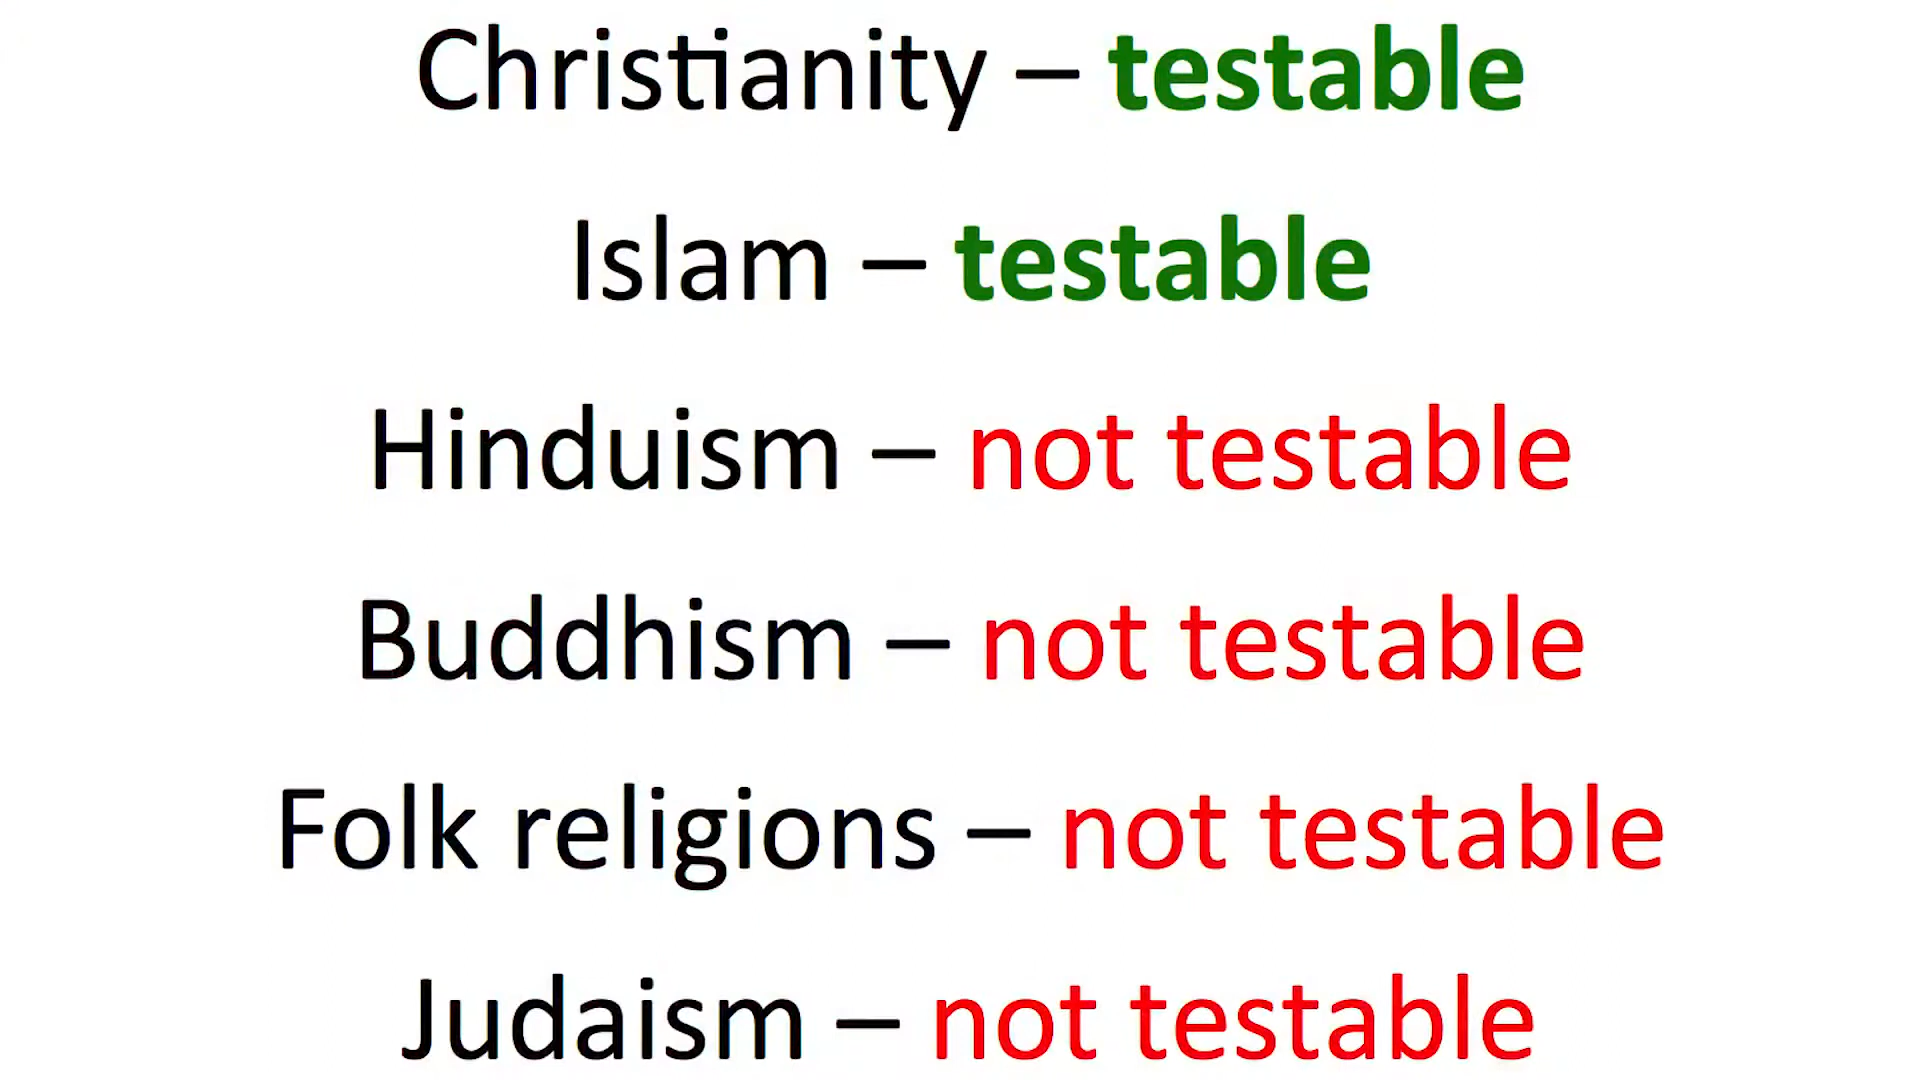 Christianity – testable
Islam – testable
Hinduism – not testable
Buddhism – not testable
Folk religions – not testable
Judaism – not testable